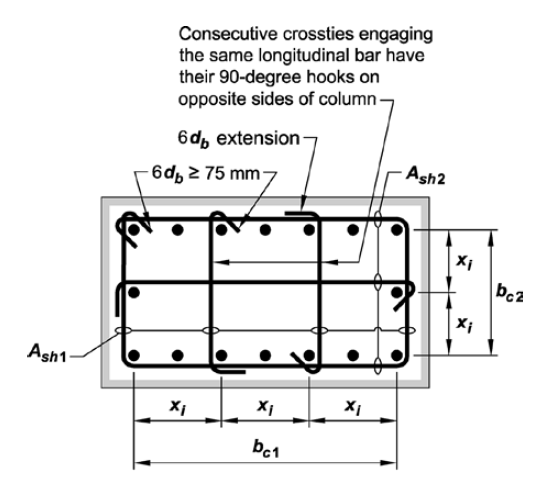 Consecutive crossties engaging
the same longitudinal bar have
their 90-degree hooks on
opposite sides of column
6db extension
6db ≥ 75 mm
Ash2
xi
bc2
xi
Ash1
xi xi xi
bc1